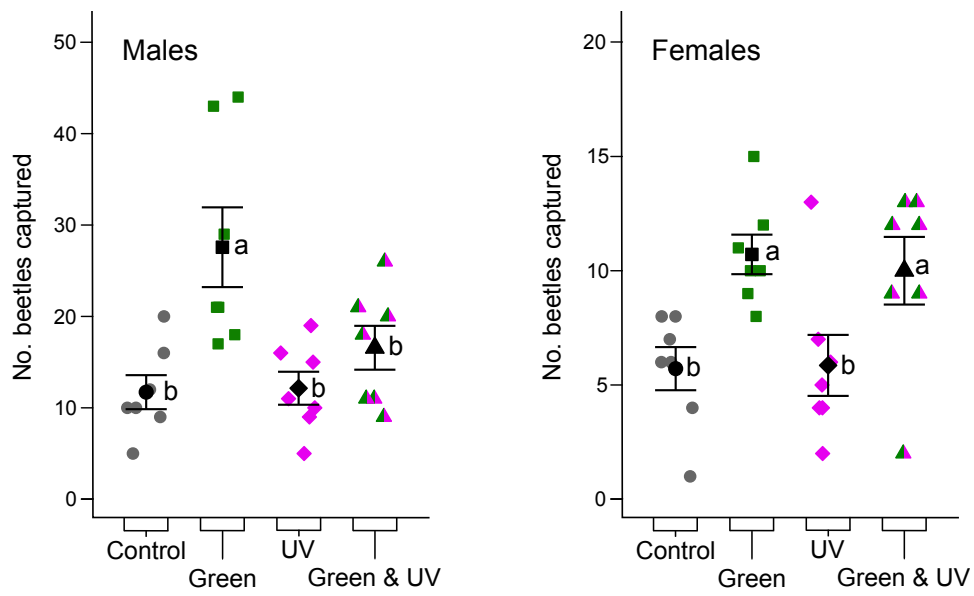 Males
No. beetles captured
50
40
30
20
10
0
a
b
b
b
Control
UV
Green
Green & UV
Females
No. beetles captured
20
15
10
5
0
a
a
b
b
Control
UV
Green
Green & UV